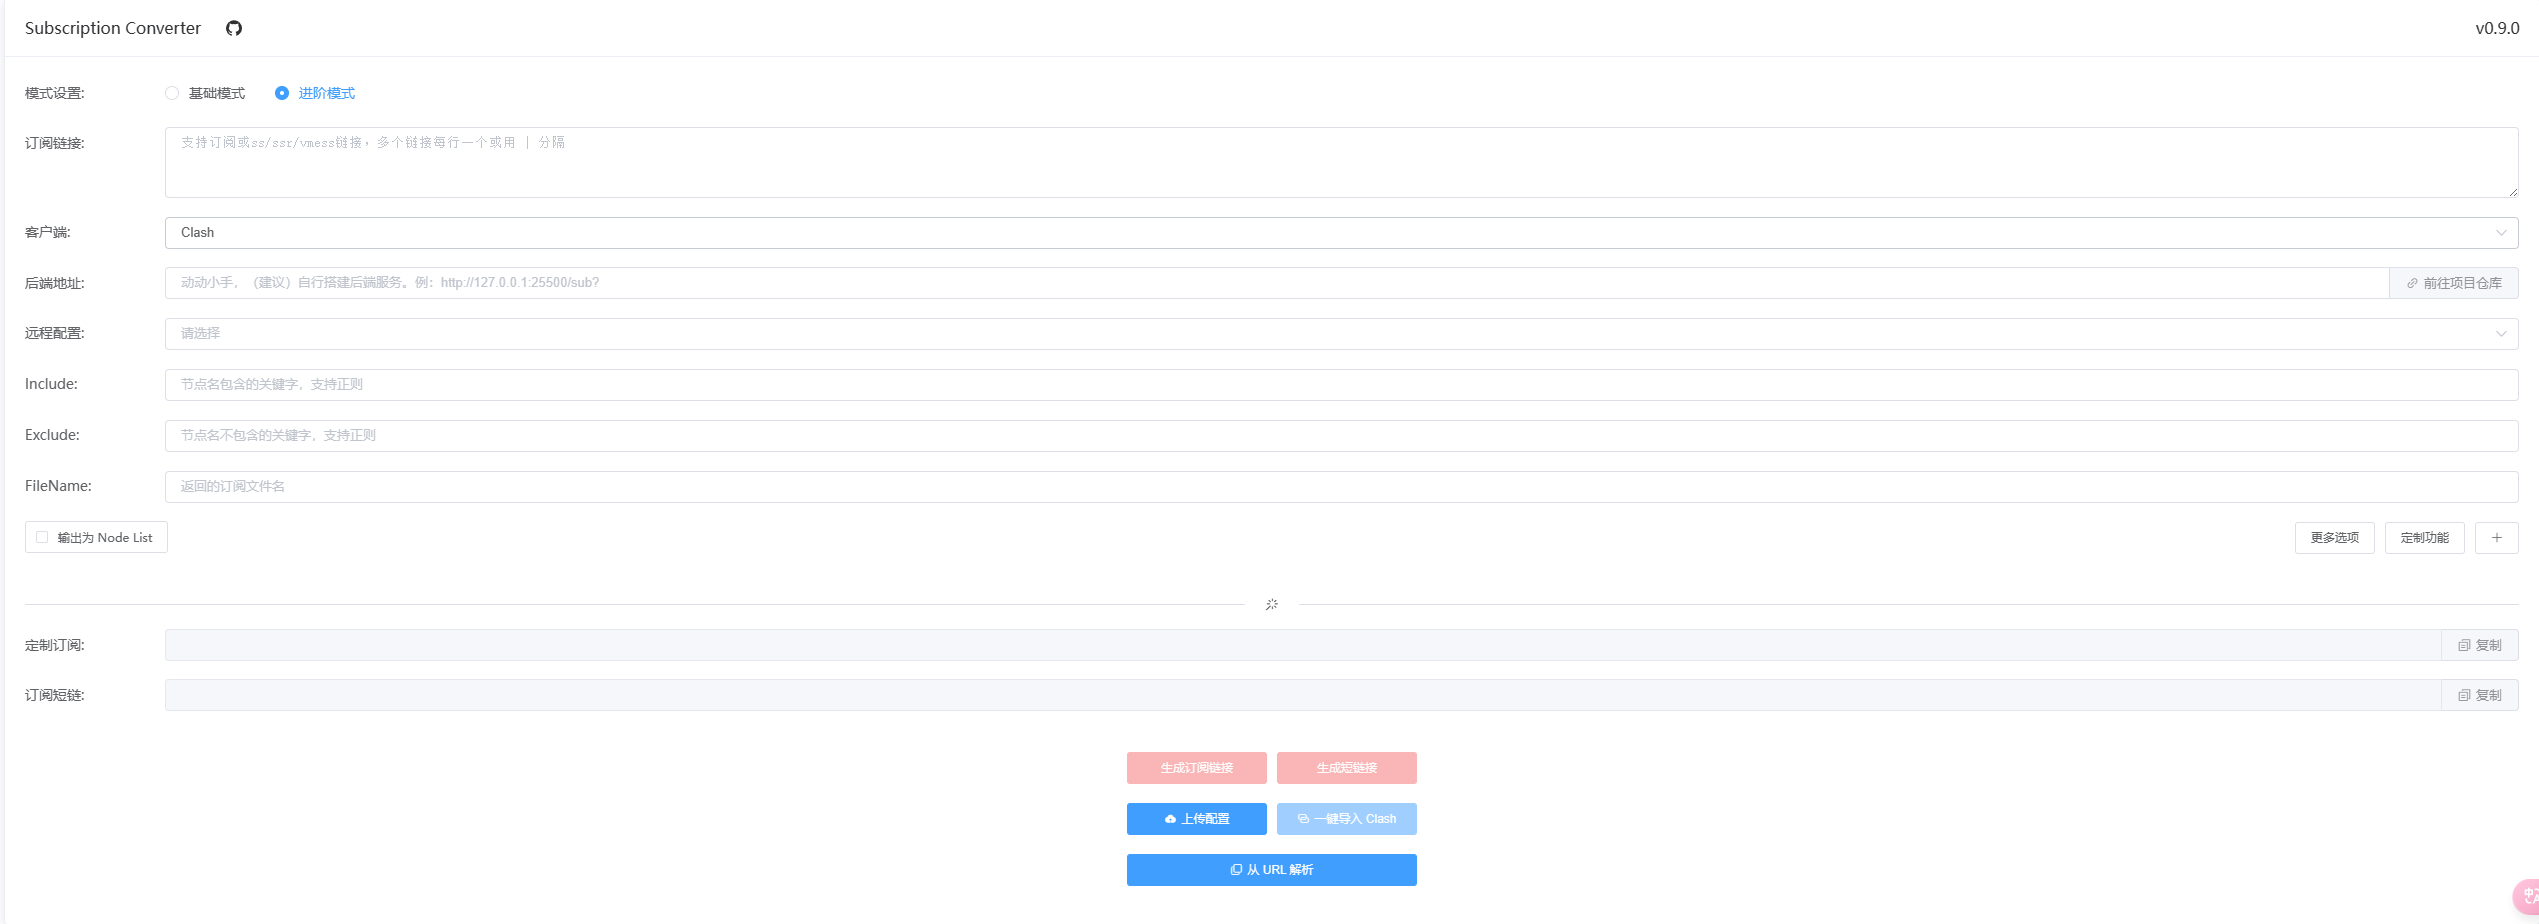 Subscription Converter
v0.9.0
模式设置:
基础模式
进阶模式
订阅链接:
支持订阅或ss/ssr/vmess链接，多个链接每行一个或用 | 分隔
客户端:
Clash
后端地址:
动动小手，（建议）自行搭建后端服务。例：http://127.0.0.1:25500/sub?
前往项目仓库
远程配置:
请选择
Include:
节点名包含的关键字，支持正则
Exclude:
节点名不包含的关键字，支持正则
FileName:
返回的订阅文件名
输出为 Node List
更多选项
定制功能
定制订阅:
复制
订阅短链:
复制
生成订阅链接
生成短链接
上传配置
一键导入 Clash
从 URL 解析